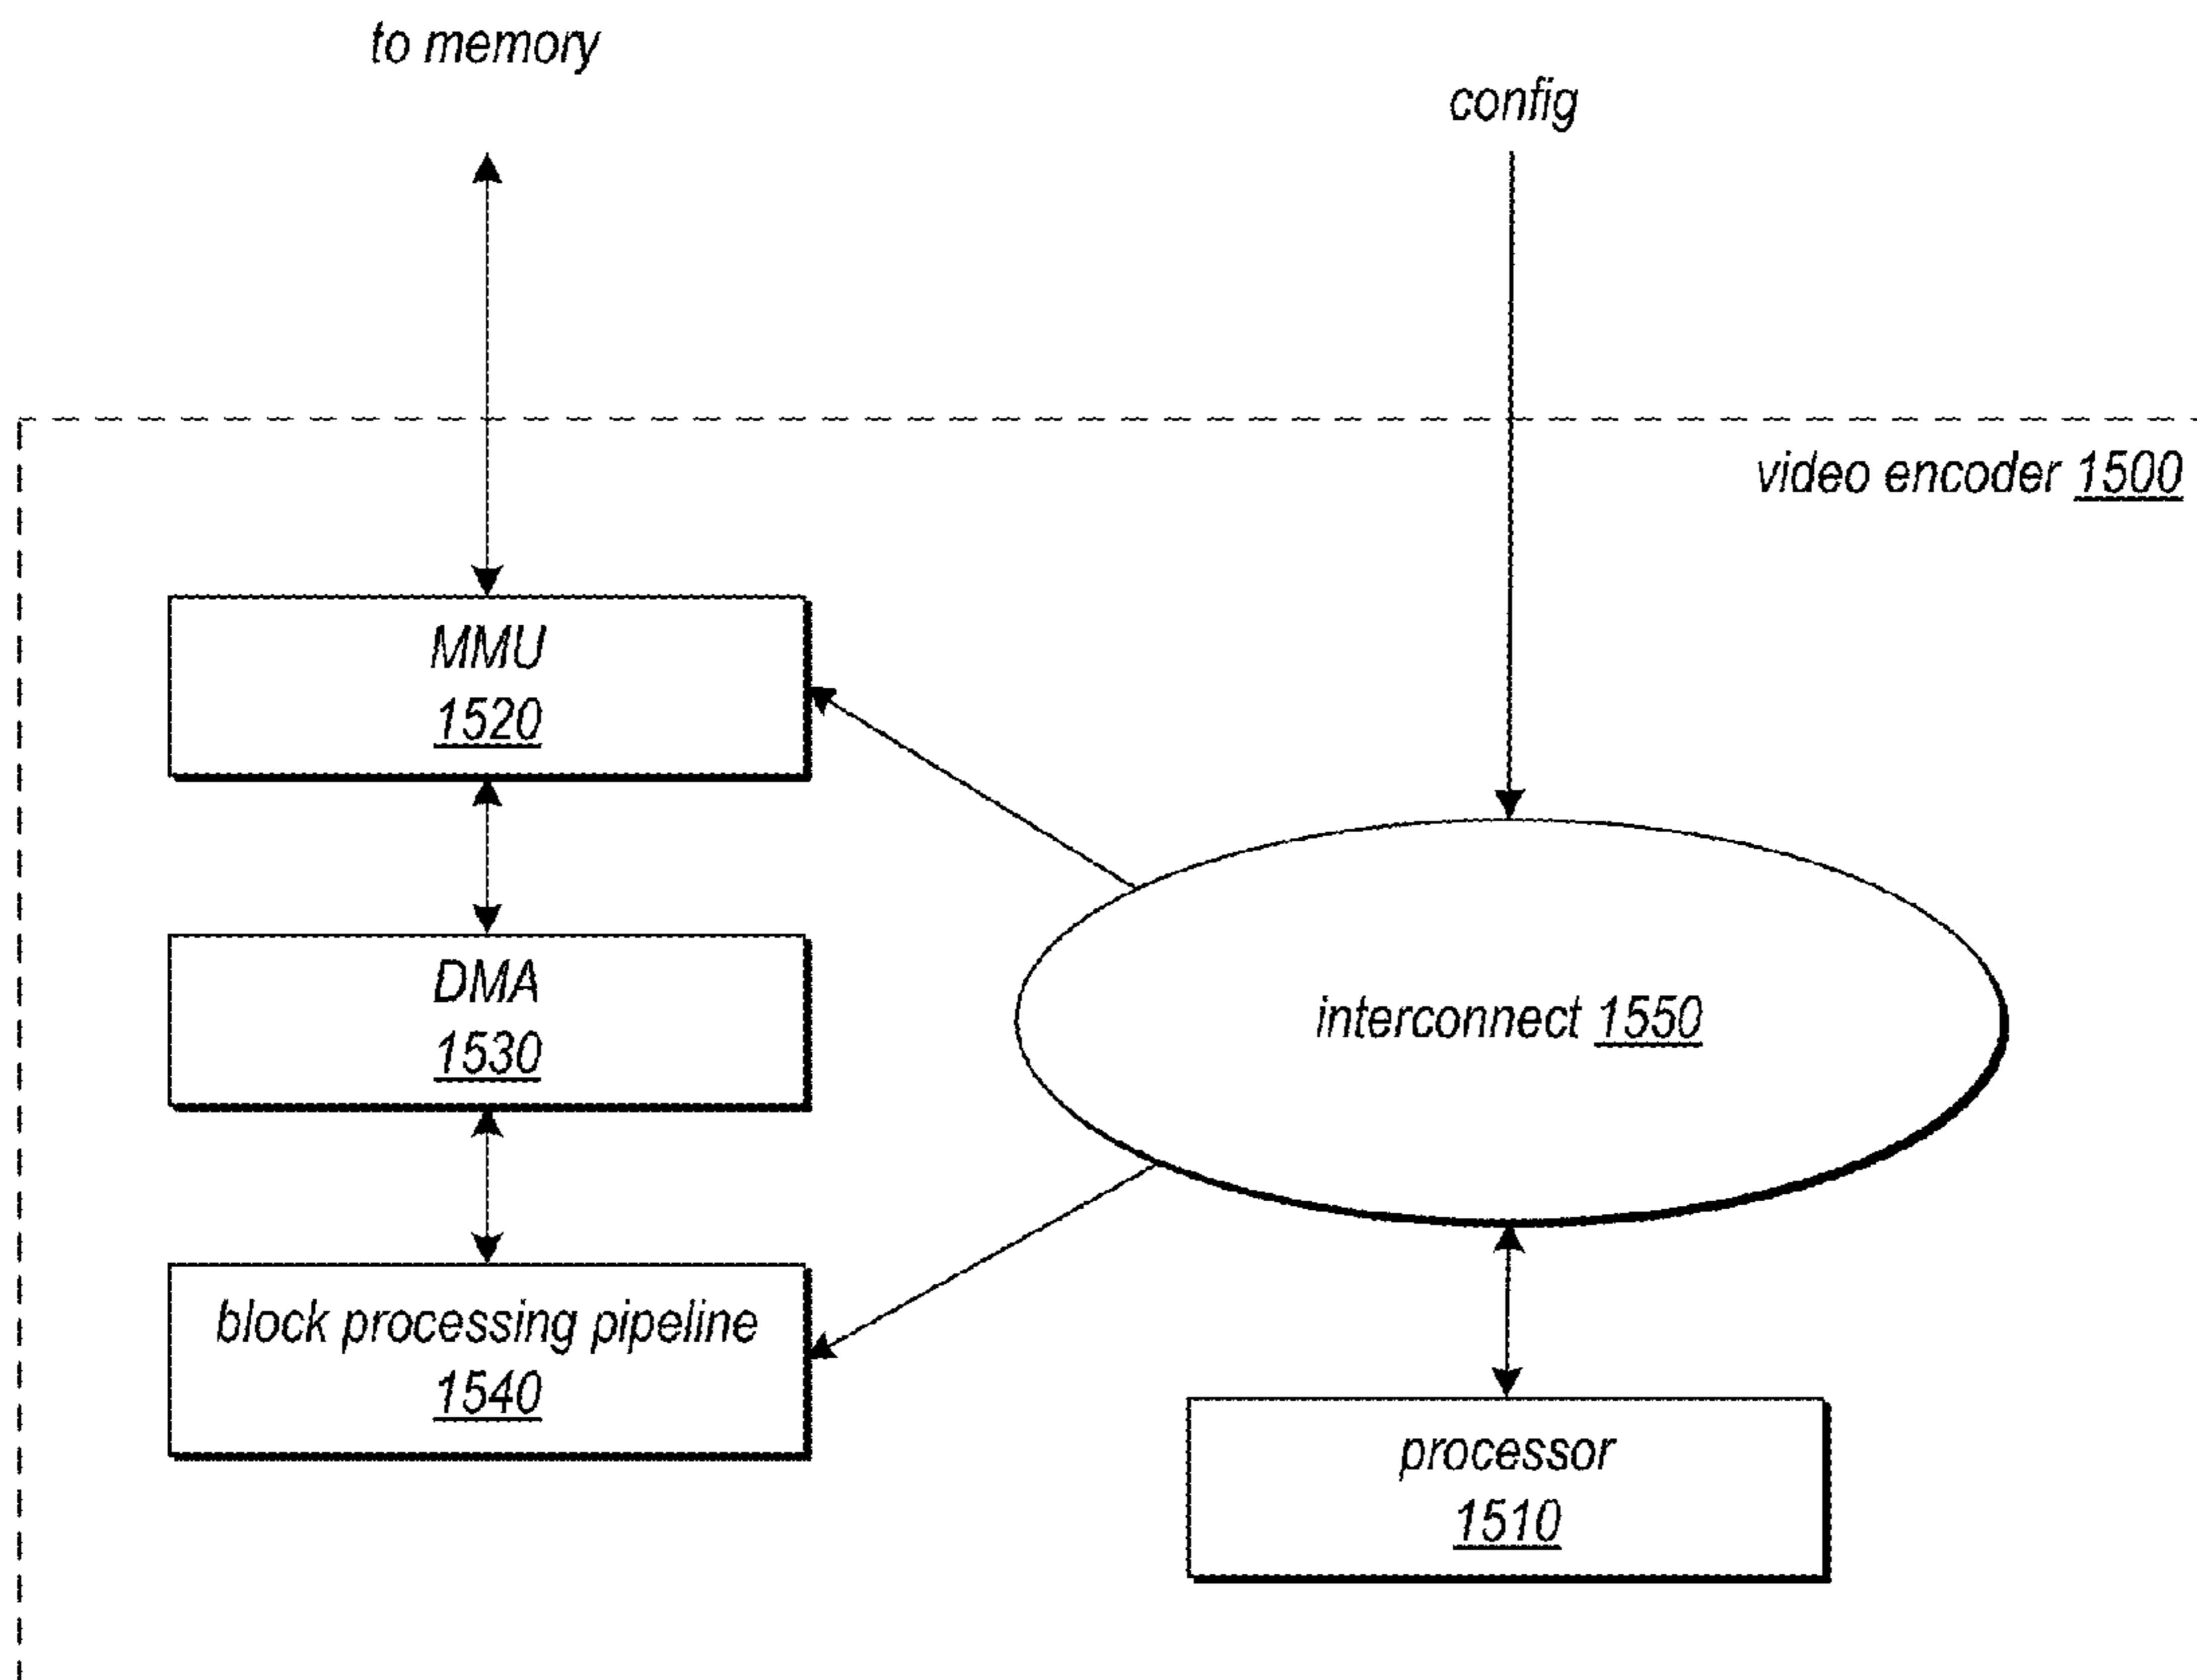 to memory
config
video encoder 1500
MMU
1520
DMA
1530
interconnect 1550
block processing pipeline
1540
processor
1510